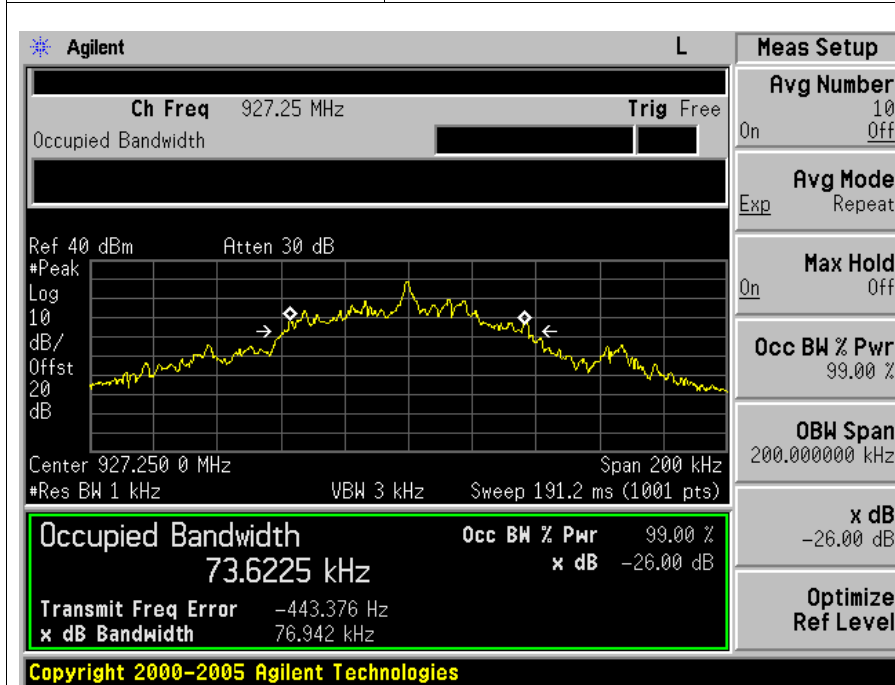 Agilent L
Ch Freq 927.25 MHz Trig Free
Occupied Bandwidth
Ref 40 dBm Atten 30 dB
#Peak
Log
10
dB/
Offst
20
dB
Center 927.250 0 MHz Span 200 kHz
#Res BW 1 kHz VBW 3 kHz Sweep 191.2 ms (1001 pts)
Occupied Bandwidth Occ BW % Pwr 99.00 %
73.6225 kHz x dB -26.00 dB
Transmit Freq Error -443.376 Hz
x dB Bandwidth 76.942 kHz
Copyright 2000-2005 Agilent Technologies
Meas Setup
Avg Number
10
On Off
Avg Mode
Exp Repeat
Max Hold
On Off
Occ BW % Pwr
99.00 %
OBW Span
200.000000 kHz
x dB
-26.00 dB
Optimize
Ref Level